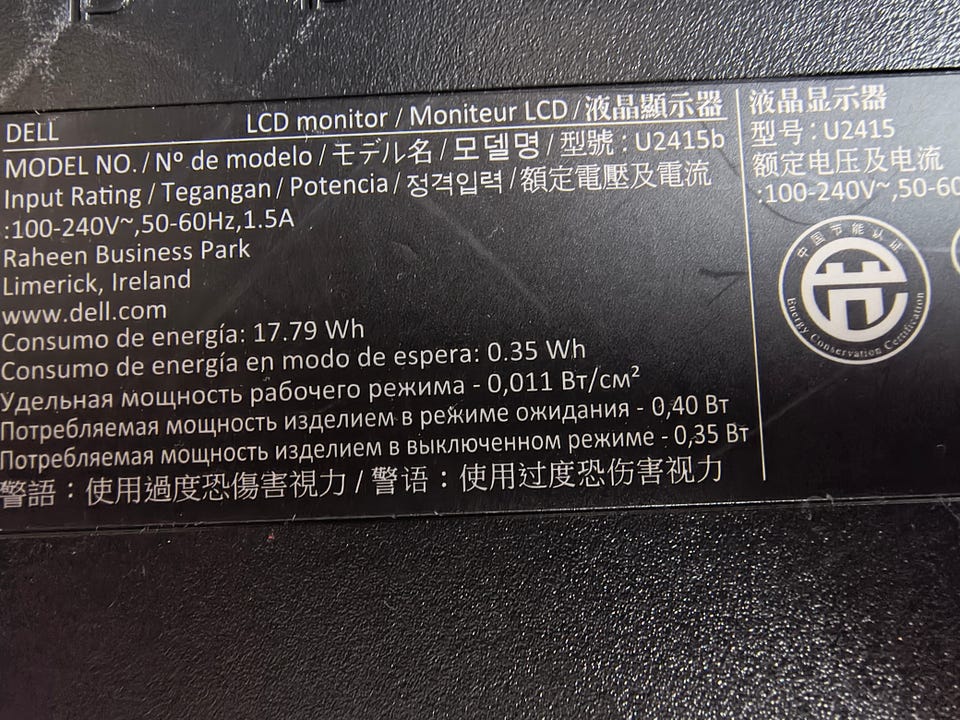 DELL LCD monitor / Moniteur LCD / 液晶顯示器
MODEL NO. / Nº de modelo / モデル名 / 모델명 / 型號 : U2415b
Input Rating / Tegangan / Potencia / 정격입력 / 額定電壓及電流
:100-240V~,50-60Hz,1.5A
Raheen Business Park
Limerick, Ireland
www.dell.com
Consumo de energía: 17.79 Wh
Consumo de energía en modo de espera: 0.35 Wh
Удельная мощность рабочего режима - 0,011 Вт/см²
Потребляемая мощность изделием в режиме ожидания - 0,40 Вт
Потребляемая мощность изделием в выключенном режиме - 0,35 Вт
警語：使用過度恐傷害視力 / 警语：使用过度恐伤害视力
液晶显示器
型号 : U2415
额定电压及电流
:100-240V~,50-60
中国节能认证
Energy Conservation Certification